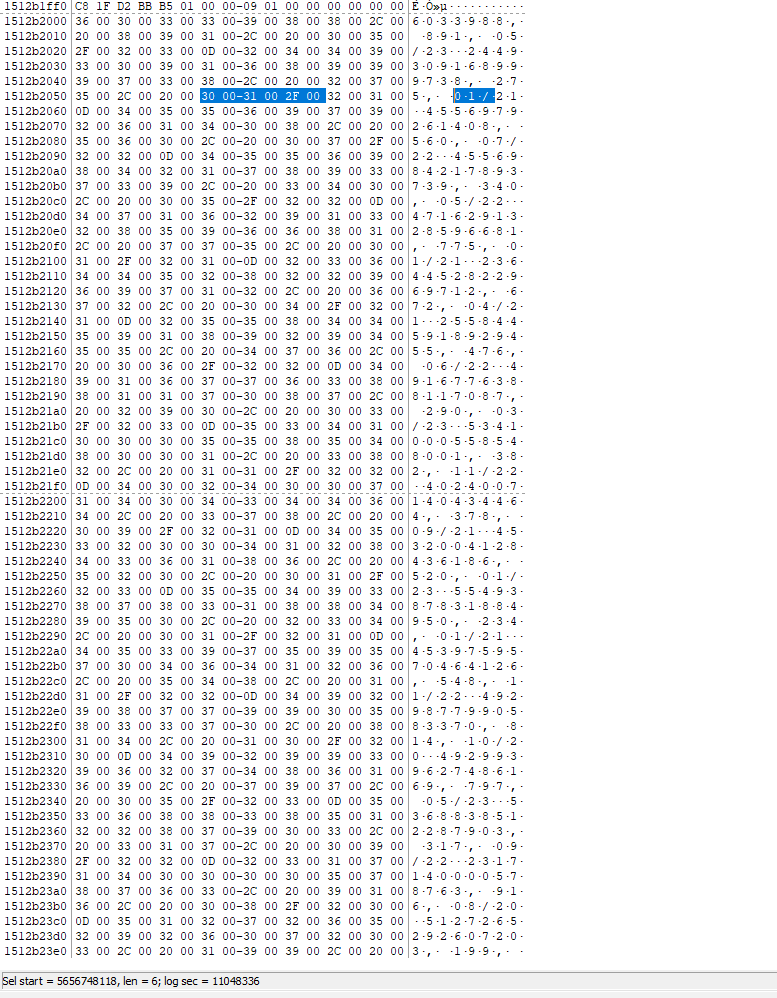 1512b1ff0 C8 1F D2 BB B5 01 00 00-09 01 00 00 00 00 00 00 È·Ò»µ···········
1512b2000 36 00 30 00 33 00 33 00-39 00 38 00 38 00 2C 00 6·0·3·3·9·8·8·,·
1512b2010 20 00 38 00 39 00 31 00-2C 00 20 00 30 00 35 00  ·8·9·1·,· ·0·5·
1512b2020 2F 00 32 00 33 00 0D 00-32 00 34 00 34 00 39 00 /·2·3···2·4·4·9·
1512b2030 33 00 30 00 39 00 31 00-36 00 38 00 39 00 39 00 3·0·9·1·6·8·9·9·
1512b2040 39 00 37 00 33 00 38 00-2C 00 20 00 32 00 37 00 9·7·3·8·,· ·2·7·
1512b2050 35 00 2C 00 20 00 30 00-31 00 2F 00 32 00 31 00 5·,· ·0·1·/·2·1·
1512b2060 0D 00 34 00 35 00 35 00-36 00 39 00 37 00 39 00 ··4·5·5·6·9·7·9·
1512b2070 32 00 36 00 31 00 34 00-30 00 38 00 2C 00 20 00 2·6·1·4·0·8·,· ·
1512b2080 35 00 36 00 30 00 2C 00-20 00 30 00 37 00 2F 00 5·6·0·,· ·0·7·/·
1512b2090 32 00 32 00 0D 00 34 00-35 00 35 00 36 00 39 00 2·2···4·5·5·6·9·
1512b20a0 38 00 34 00 32 00 31 00-37 00 38 00 39 00 33 00 8·4·2·1·7·8·9·3·
1512b20b0 37 00 33 00 39 00 2C 00-20 00 33 00 34 00 30 00 7·3·9·,· ·3·4·0·
1512b20c0 2C 00 20 00 30 00 35 00-2F 00 32 00 32 00 0D 00 ,· ·0·5·/·2·2···
1512b20d0 34 00 37 00 31 00 36 00-32 00 39 00 31 00 33 00 4·7·1·6·2·9·1·3·
1512b20e0 32 00 38 00 35 00 39 00-36 00 36 00 38 00 31 00 2·8·5·9·6·6·8·1·
1512b20f0 2C 00 20 00 37 00 37 00-35 00 2C 00 20 00 30 00 ,· ·7·7·5·,· ·0·
1512b2100 31 00 2F 00 32 00 31 00-0D 00 32 00 33 00 36 00 1·/·2·1···2·3·6·
1512b2110 34 00 34 00 35 00 32 00-38 00 32 00 32 00 39 00 4·4·5·2·8·2·2·9·
1512b2120 36 00 39 00 37 00 31 00-32 00 2C 00 20 00 36 00 6·9·7·1·2·,· ·6·
1512b2130 37 00 32 00 2C 00 20 00-30 00 34 00 2F 00 32 00 7·2·,· ·0·4·/·2·
1512b2140 31 00 0D 00 32 00 35 00-35 00 38 00 34 00 34 00 1···2·5·5·8·4·4·
1512b2150 35 00 39 00 31 00 38 00-39 00 32 00 39 00 34 00 5·9·1·8·9·2·9·4·
1512b2160 35 00 35 00 2C 00 20 00-34 00 37 00 36 00 2C 00 5·5·,· ·4·7·6·,·
1512b2170 20 00 30 00 36 00 2F 00-32 00 32 00 0D 00 34 00  ·0·6·/·2·2···4·
1512b2180 39 00 31 00 36 00 37 00-37 00 36 00 33 00 38 00 9·1·6·7·7·6·3·8·
1512b2190 38 00 31 00 31 00 37 00-30 00 38 00 37 00 2C 00 8·1·1·7·0·8·7·,·
1512b21a0 20 00 32 00 39 00 30 00-2C 00 20 00 30 00 33 00  ·2·9·0·,· ·0·3·
1512b21b0 2F 00 32 00 33 00 0D 00-35 00 33 00 34 00 31 00 /·2·3···5·3·4·1·
1512b21c0 30 00 30 00 30 00 35 00-35 00 38 00 35 00 34 00 0·0·0·5·5·8·5·4·
1512b21d0 38 00 30 00 30 00 31 00-2C 00 20 00 33 00 38 00 8·0·0·1·,· ·3·8·
1512b21e0 32 00 2C 00 20 00 31 00-31 00 2F 00 32 00 32 00 2·,· ·1·1·/·2·2·
1512b21f0 0D 00 34 00 30 00 32 00-34 00 30 00 30 00 37 00 ··4·0·2·4·0·0·7·
1512b2200 31 00 34 00 30 00 34 00-33 00 34 00 34 00 36 00 1·4·0·4·3·4·4·6·
1512b2210 34 00 2C 00 20 00 33 00-37 00 38 00 2C 00 20 00 4·,· ·3·7·8·,· ·
1512b2220 30 00 39 00 2F 00 32 00-31 00 0D 00 34 00 35 00 0·9·/·2·1···4·5·
1512b2230 33 00 32 00 30 00 30 00-34 00 31 00 32 00 38 00 3·2·0·0·4·1·2·8·
1512b2240 34 00 33 00 36 00 31 00-38 00 36 00 2C 00 20 00 4·3·6·1·8·6·,· ·
1512b2250 35 00 32 00 30 00 2C 00-20 00 30 00 31 00 2F 00 5·2·0·,· ·0·1·/·
1512b2260 32 00 33 00 0D 00 35 00-35 00 34 00 39 00 33 00 2·3···5·5·4·9·3·
1512b2270 38 00 37 00 38 00 33 00-31 00 38 00 38 00 34 00 8·7·8·3·1·8·8·4·
1512b2280 39 00 35 00 30 00 2C 00-20 00 32 00 33 00 34 00 9·5·0·,· ·2·3·4·
1512b2290 2C 00 20 00 30 00 31 00-2F 00 32 00 31 00 0D 00 ,· ·0·1·/·2·1···
1512b22a0 34 00 35 00 33 00 39 00-37 00 35 00 39 00 35 00 4·5·3·9·7·5·9·5·
1512b22b0 37 00 30 00 34 00 36 00-34 00 31 00 32 00 36 00 7·0·4·6·4·1·2·6·
1512b22c0 2C 00 20 00 35 00 34 00-38 00 2C 00 20 00 31 00 ,· ·5·4·8·,· ·1·
1512b22d0 31 00 2F 00 32 00 32 00-0D 00 34 00 39 00 32 00 1·/·2·2···4·9·2·
1512b22e0 39 00 38 00 37 00 37 00-39 00 39 00 30 00 35 00 9·8·7·7·9·9·0·5·
1512b22f0 38 00 33 00 33 00 37 00-30 00 2C 00 20 00 38 00 8·3·3·7·0·,· ·8·
1512b2300 31 00 34 00 2C 00 20 00-31 00 30 00 2F 00 32 00 1·4·,· ·1·0·/·2·
1512b2310 30 00 0D 00 34 00 39 00-32 00 39 00 39 00 33 00 0···4·9·2·9·9·3·
1512b2320 39 00 36 00 32 00 37 00-34 00 38 00 36 00 31 00 9·6·2·7·4·8·6·1·
1512b2330 36 00 39 00 2C 00 20 00-37 00 39 00 37 00 2C 00 6·9·,· ·7·9·7·,·
1512b2340 20 00 30 00 35 00 2F 00-32 00 33 00 0D 00 35 00  ·0·5·/·2·3···5·
1512b2350 33 00 36 00 38 00 38 00-33 00 38 00 35 00 31 00 3·6·8·8·3·8·5·1·
1512b2360 32 00 32 00 38 00 37 00-39 00 30 00 33 00 2C 00 2·2·8·7·9·0·3·,·
1512b2370 20 00 33 00 31 00 37 00-2C 00 20 00 30 00 39 00  ·3·1·7·,· ·0·9·
1512b2380 2F 00 32 00 32 00 0D 00-32 00 33 00 31 00 37 00 /·2·2···2·3·1·7·
1512b2390 31 00 34 00 30 00 30 00-30 00 30 00 35 00 37 00 1·4·0·0·0·0·5·7·
1512b23a0 38 00 37 00 36 00 33 00-2C 00 20 00 39 00 31 00 8·7·6·3·,· ·9·1·
1512b23b0 36 00 2C 00 20 00 30 00-38 00 2F 00 32 00 30 00 6·,· ·0·8·/·2·0·
1512b23c0 0D 00 35 00 31 00 32 00-37 00 32 00 36 00 35 00 ··5·1·2·7·2·6·5·
1512b23d0 32 00 39 00 32 00 36 00-30 00 37 00 32 00 30 00 2·9·2·6·0·7·2·0·
1512b23e0 33 00 2C 00 20 00 31 00-39 00 39 00 2C 00 20 00 3·,· ·1·9·9·,· ·
Sel start = 5656748118, len = 6; log sec = 11048336